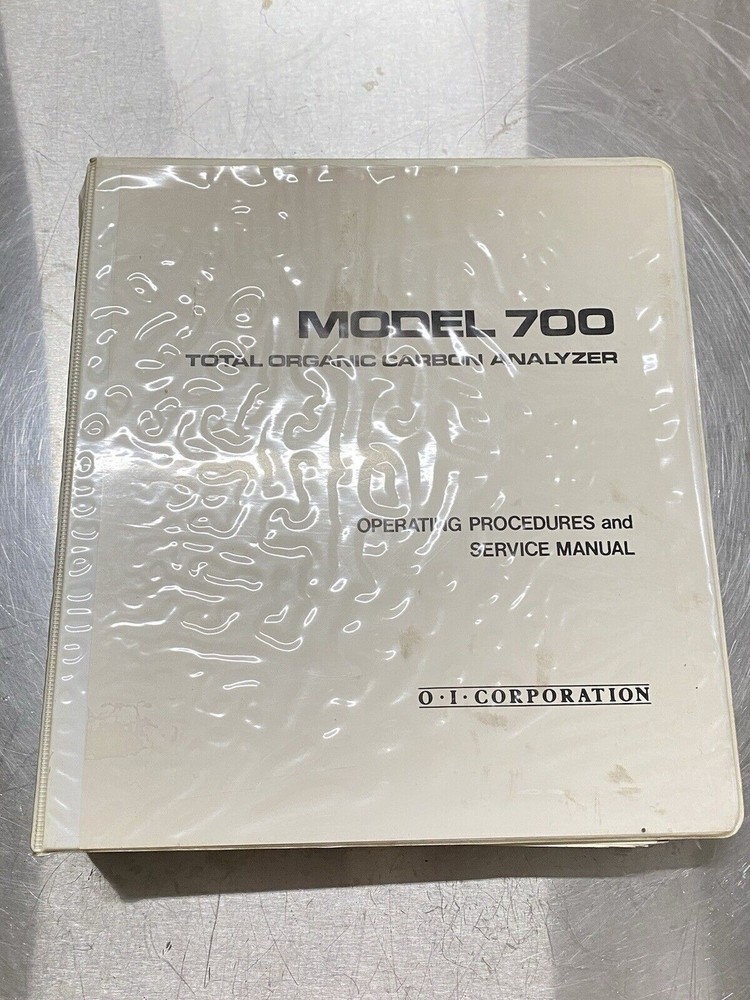 MODEL 700
TOTAL ORGANIC CARBON ANALYZER
OPERATING PROCEDURES and
SERVICE MANUAL
O·I·CORPORATION